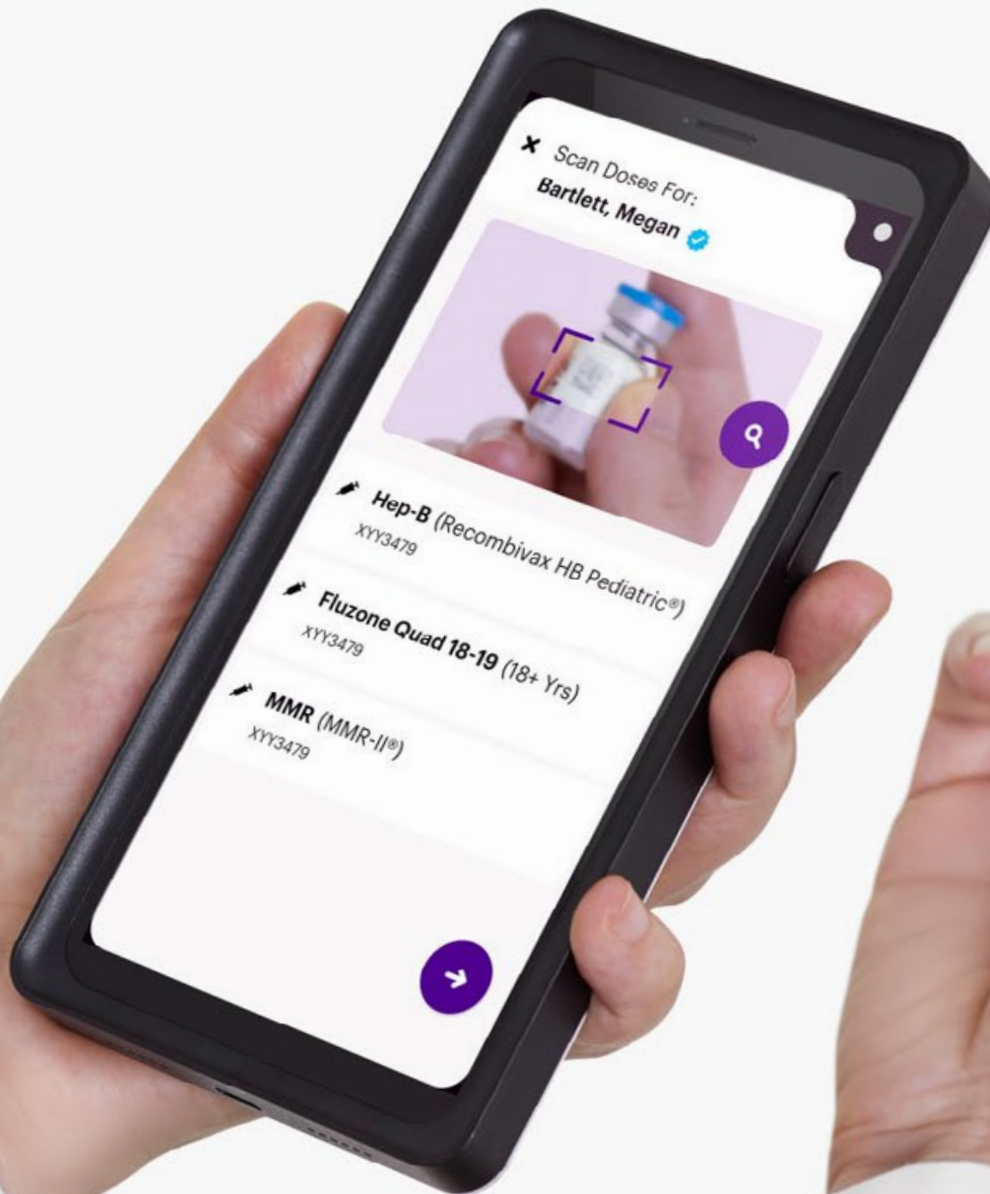 Scan Doses For:
Bartlett, Megan
Hep-B (Recombivax HB Pediatric®)
XYY3479
Fluzone Quad 18-19 (18+ Yrs)
XYY3479
MMR (MMR-II®)
XYY3479